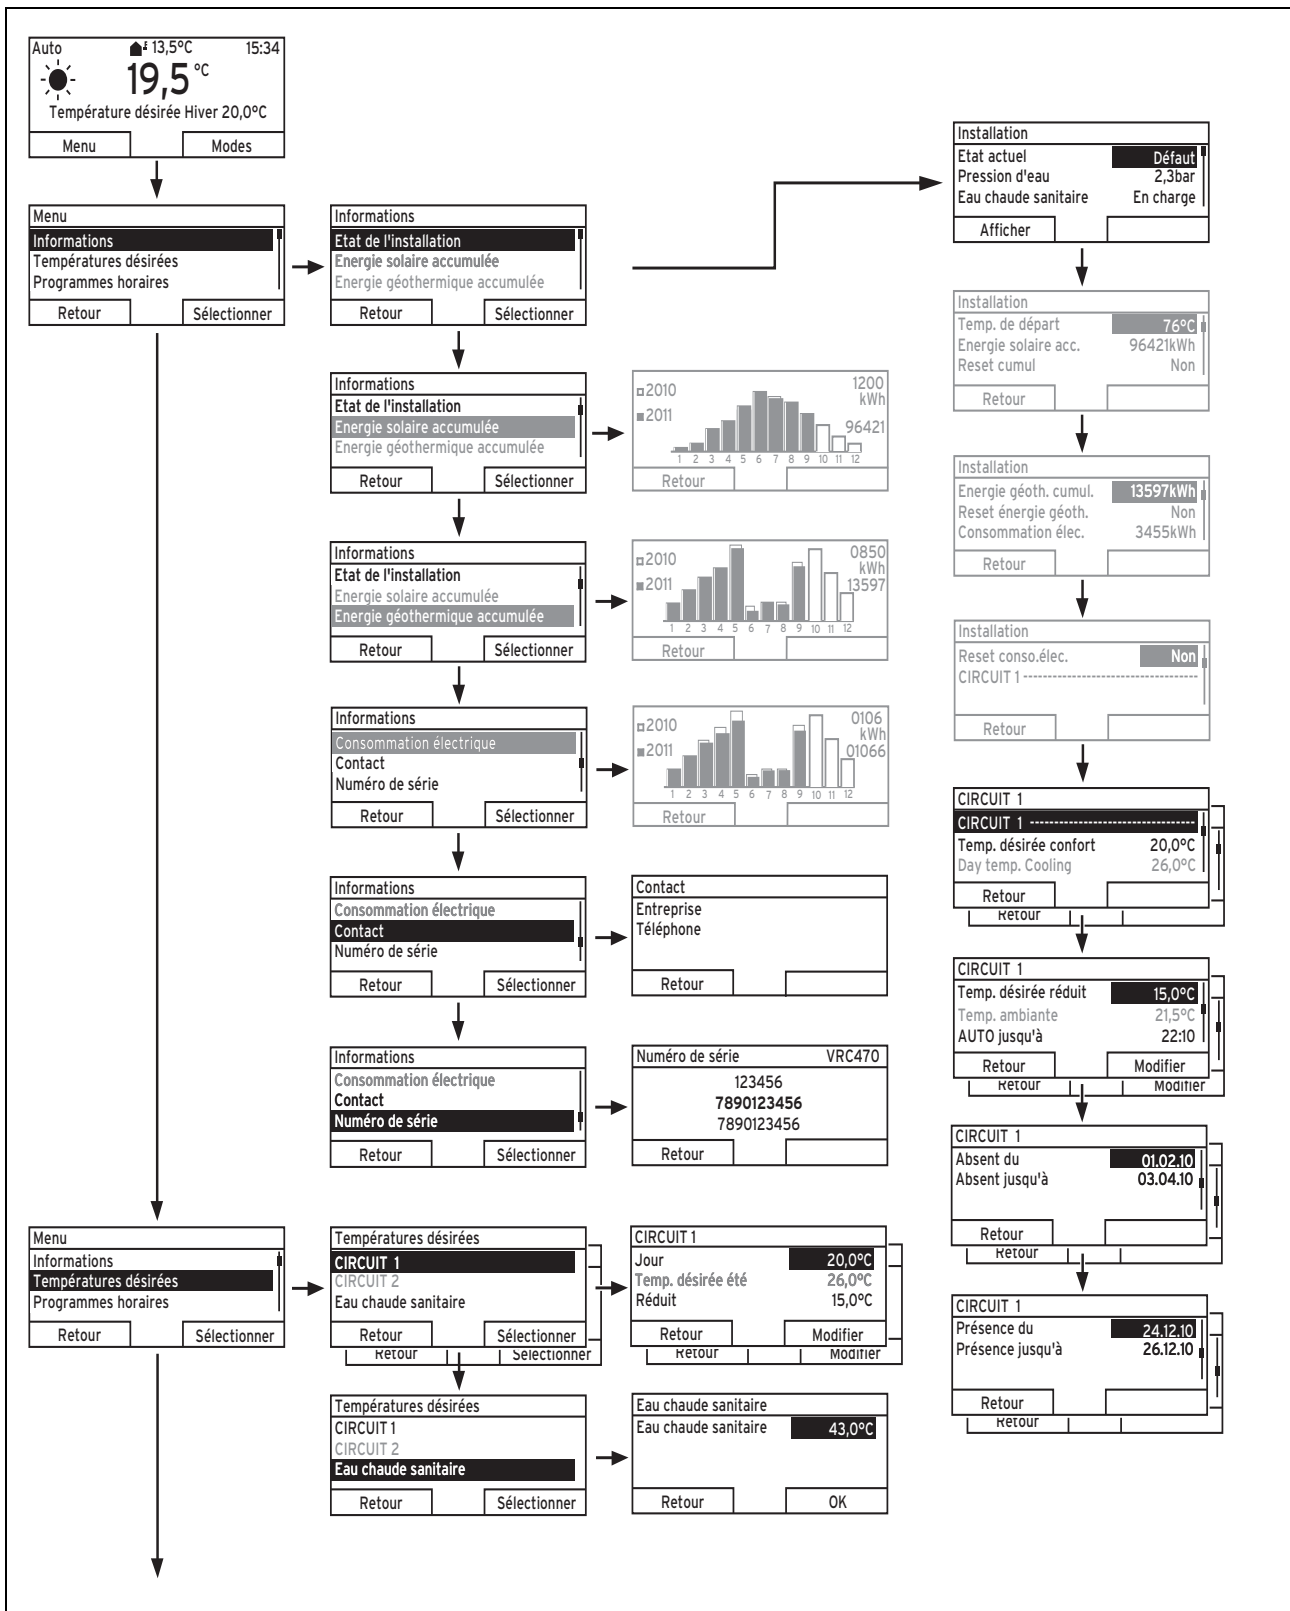 Auto 13,5°C 15:34
19,5 °C
Température désirée Hiver 20,0°C
Menu Modes
Menu
Informations
Températures désirées
Programmes horaires
Retour Sélectionner
Informations
Etat de l'installation
Energie solaire accumulée
Energie géothermique accumulée
Retour Sélectionner
Informations
Etat de l'installation
Energie solaire accumulée
Energie géothermique accumulée
Retour Sélectionner
2010
2011
1200
kWh
96421
1 2 3 4 5 6 7 8 9 10 11 12
Retour
Informations
Etat de l'installation
Energie solaire accumulée
Energie géothermique accumulée
Retour Sélectionner
2010
2011
0850
kWh
13597
1 2 3 4 5 6 7 8 9 10 11 12
Retour
Informations
Consommation électrique
Contact
Numéro de série
Retour Sélectionner
2010
2011
0106
kWh
01066
1 2 3 4 5 6 7 8 9 10 11 12
Retour
Informations
Consommation électrique
Contact
Numéro de série
Retour Sélectionner
Contact
Entreprise
Téléphone
Retour
Informations
Consommation électrique
Contact
Numéro de série
Retour Sélectionner
Numéro de série VRC470
123456
7890123456
7890123456
Retour
Installation
Etat actuel Défaut
Pression d'eau 2,3bar
Eau chaude sanitaire En charge
Afficher
Installation
Temp. de départ 76°C
Energie solaire acc. 96421kWh
Reset cumul Non
Retour
Installation
Energie géoth. cumul. 13597kWh
Reset énergie géoth. Non
Consommation élec. 3455kWh
Retour
Installation
Reset conso.élec. Non
CIRCUIT 1 ----------------------------------
Retour
CIRCUIT 1
CIRCUIT 1 --------------------------------
Temp. désirée confort 20,0°C
Day temp. Cooling 26,0°C
Retour
Retour
CIRCUIT 1
Temp. désirée réduit 15,0°C
Temp. ambiante 21,5°C
AUTO jusqu'à 22:10
Retour Modifier
Retour Modifier
CIRCUIT 1
Absent du 01.02.10
Absent jusqu'à 03.04.10
Retour
Retour
CIRCUIT 1
Présence du 24.12.10
Présence jusqu'à 26.12.10
Retour
Retour
Menu
Informations
Températures désirées
Programmes horaires
Retour Sélectionner
Températures désirées
CIRCUIT 1
CIRCUIT 2
Eau chaude sanitaire
Retour Sélectionner
Retour Sélectionner
CIRCUIT 1
Jour 20,0°C
Temp. désirée été 26,0°C
Réduit 15,0°C
Retour Modifier
Retour Modifier
Températures désirées
CIRCUIT 1
CIRCUIT 2
Eau chaude sanitaire
Retour Sélectionner
Eau chaude sanitaire
Eau chaude sanitaire 43,0°C
Retour OK